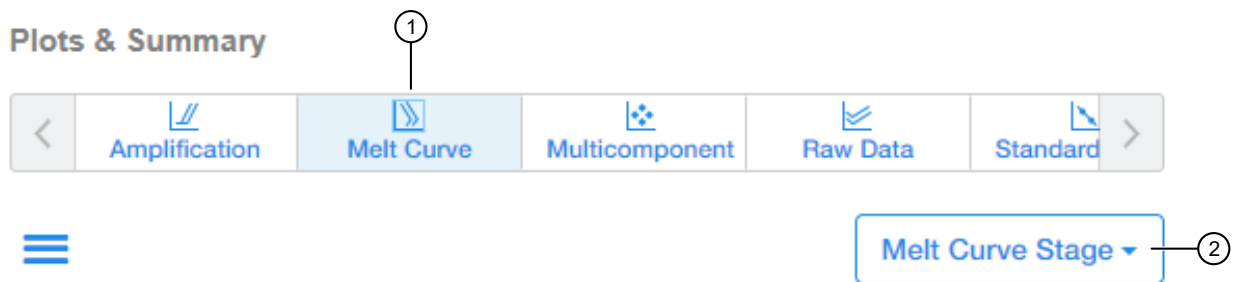 1
Plots & Summary
Amplification
Melt Curve
Multicomponent
Raw Data
Standard
Melt Curve Stage
2